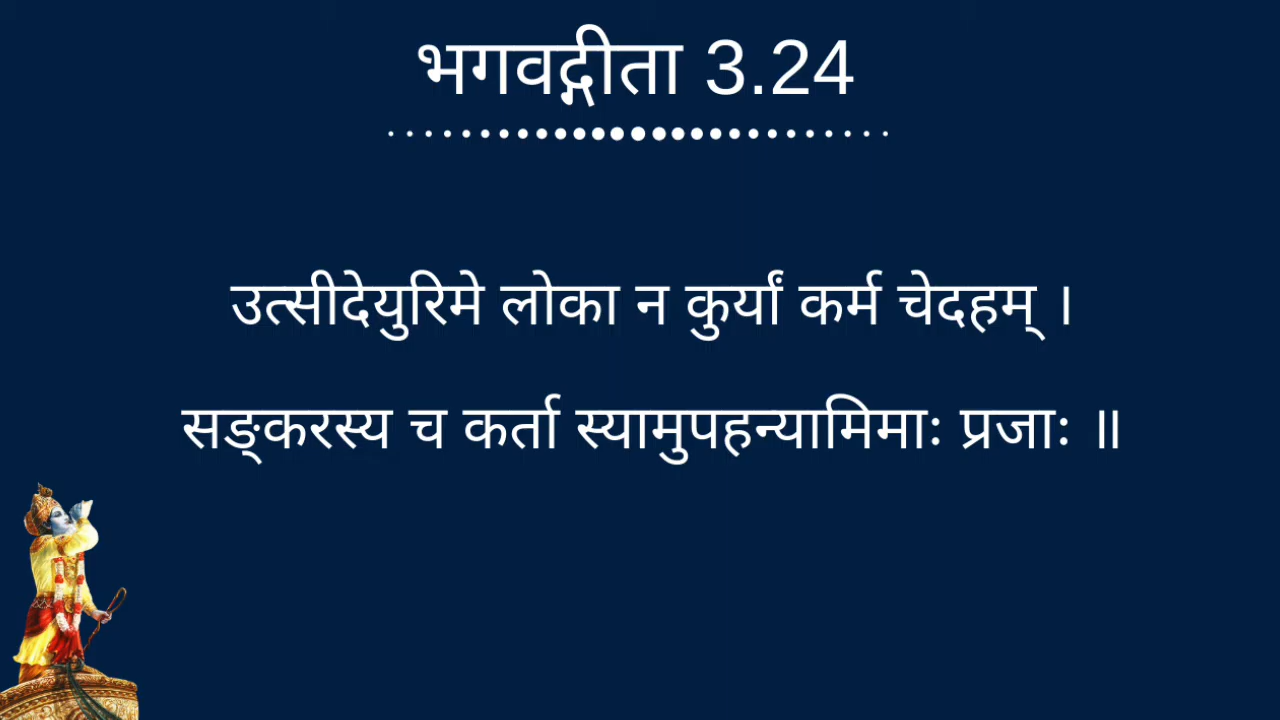 भगवद्गीता 3.24
उत्सीदेयुरिमे लोका न कुर्यां कर्म चेदहम् ।
सङ्करस्य च कर्ता स्यामुपहन्यामिमाः प्रजाः ॥